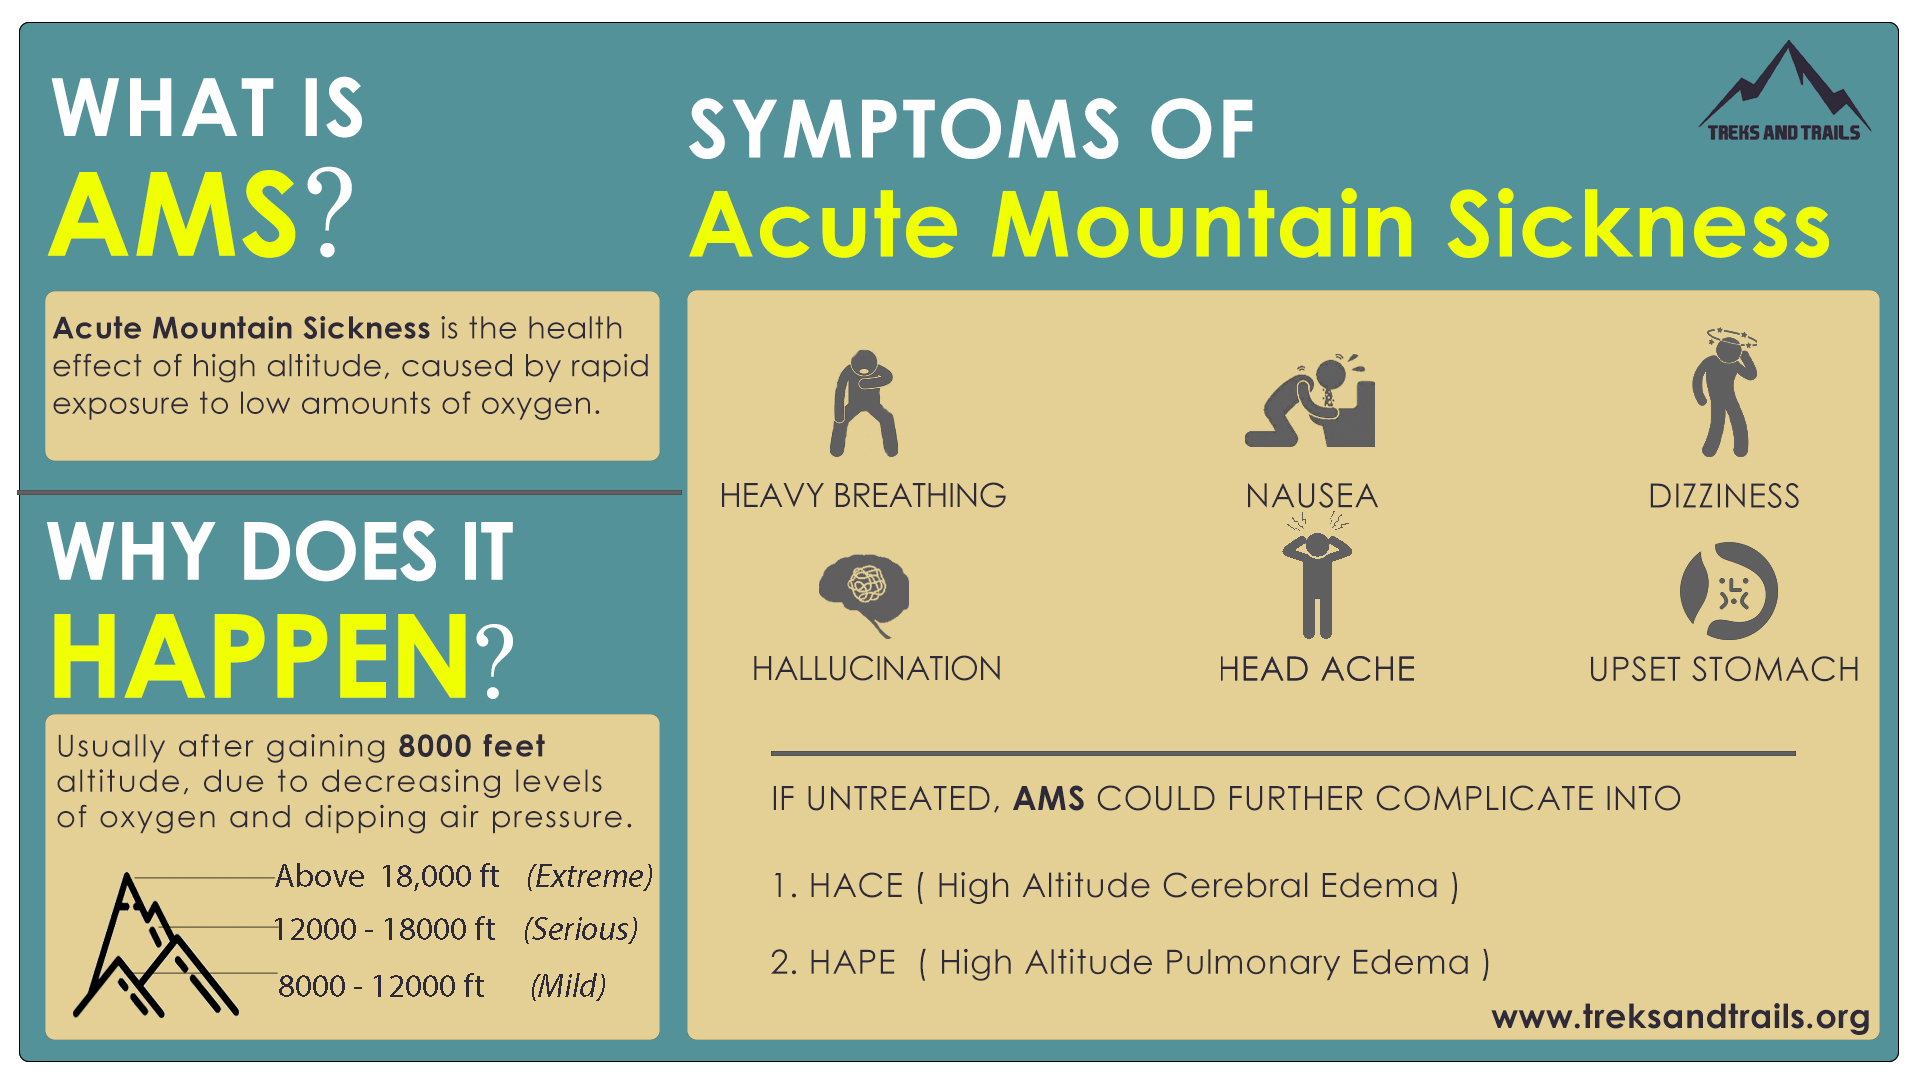 WHAT IS
AMS?
Acute Mountain Sickness is the health
effect of high altitude, caused by rapid
exposure to low amounts of oxygen.
WHY DOES IT
HAPPEN?
Usually after gaining 8000 feet
altitude, due to decreasing levels
of oxygen and dipping air pressure.
Above 18,000 ft (Extreme)
12000 - 18000 ft (Serious)
8000 - 12000 ft (Mild)
TREKS AND TRAILS
SYMPTOMS OF
Acute Mountain Sickness
HEAVY BREATHING
NAUSEA
DIZZINESS
HALLUCINATION
HEAD ACHE
UPSET STOMACH
IF UNTREATED, AMS COULD FURTHER COMPLICATE INTO
1. HACE ( High Altitude Cerebral Edema )
2. HAPE ( High Altitude Pulmonary Edema )
www.treksandtrails.org